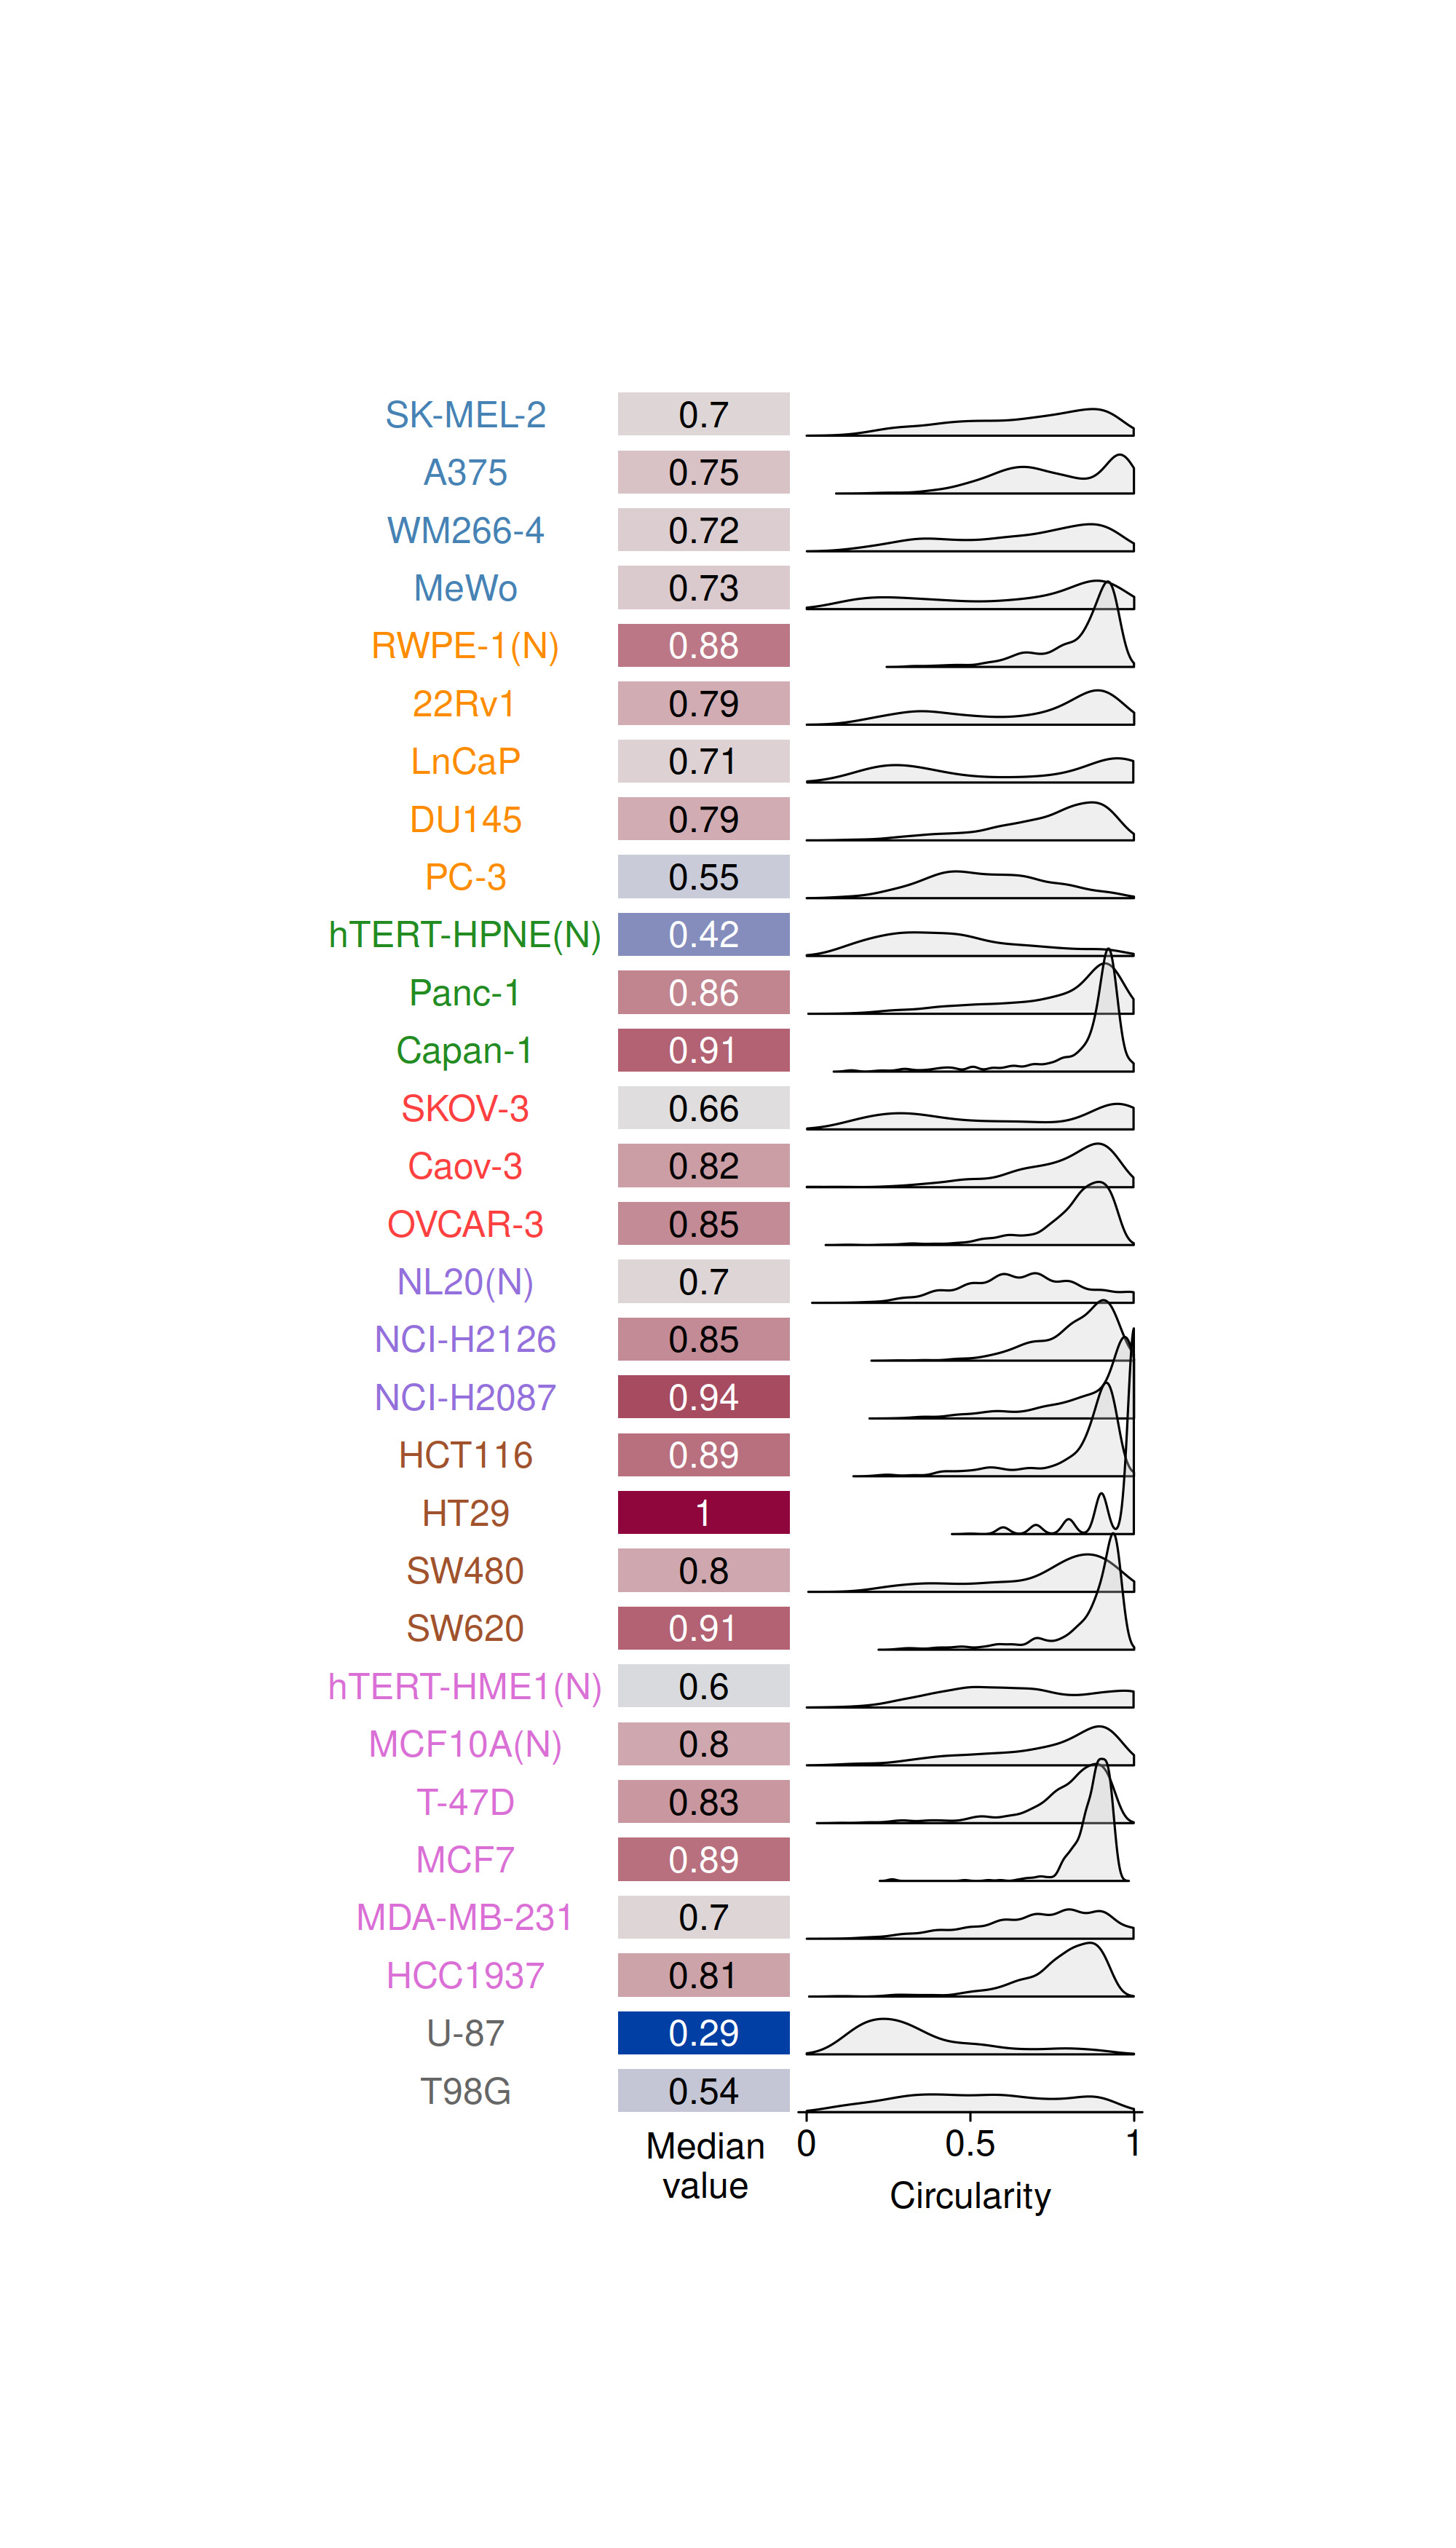 SK-MEL-2 0.7
A375 0.75
WM266-4 0.72
MeWo 0.73
RWPE-1(N) 0.88
22Rv1 0.79
LnCaP 0.71
DU145 0.79
PC-3 0.55
hTERT-HPNE(N) 0.42
Panc-1 0.86
Capan-1 0.91
SKOV-3 0.66
Caov-3 0.82
OVCAR-3 0.85
NL20(N) 0.7
NCI-H2126 0.85
NCI-H2087 0.94
HCT116 0.89
HT29 1
SW480 0.8
SW620 0.91
hTERT-HME1(N) 0.6
MCF10A(N) 0.8
T-47D 0.83
MCF7 0.89
MDA-MB-231 0.7
HCC1937 0.81
U-87 0.29
T98G 0.54
Median
value
0 0.5 1
Circularity